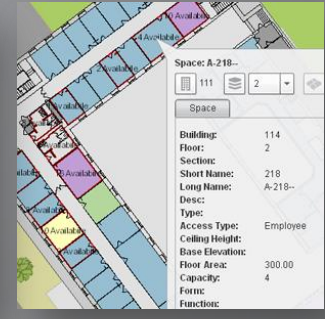 0 Available
4 Available
2 Available
Available
Available
3 Available
Available
0 Available
Available
Space: A-218--
111
2
Space
Building: 114
Floor: 2
Section:
Short Name: 218
Long Name: A-218--
Desc:
Type:
Access Type: Employee
Ceiling Height:
Base Elevation:
Floor Area: 300.00
Capacity: 4
Form:
Function: